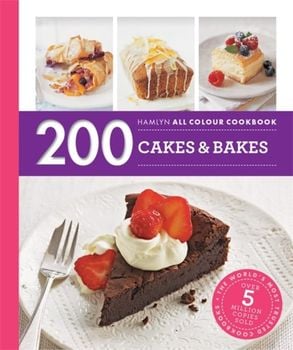 HAMLYN ALL COLOUR COOKBOOK
200 CAKES & BAKES
OVER
5
MILLION
COPIES
SOLD
THE WORLD'S MOST TRUSTED COOKBOOKS